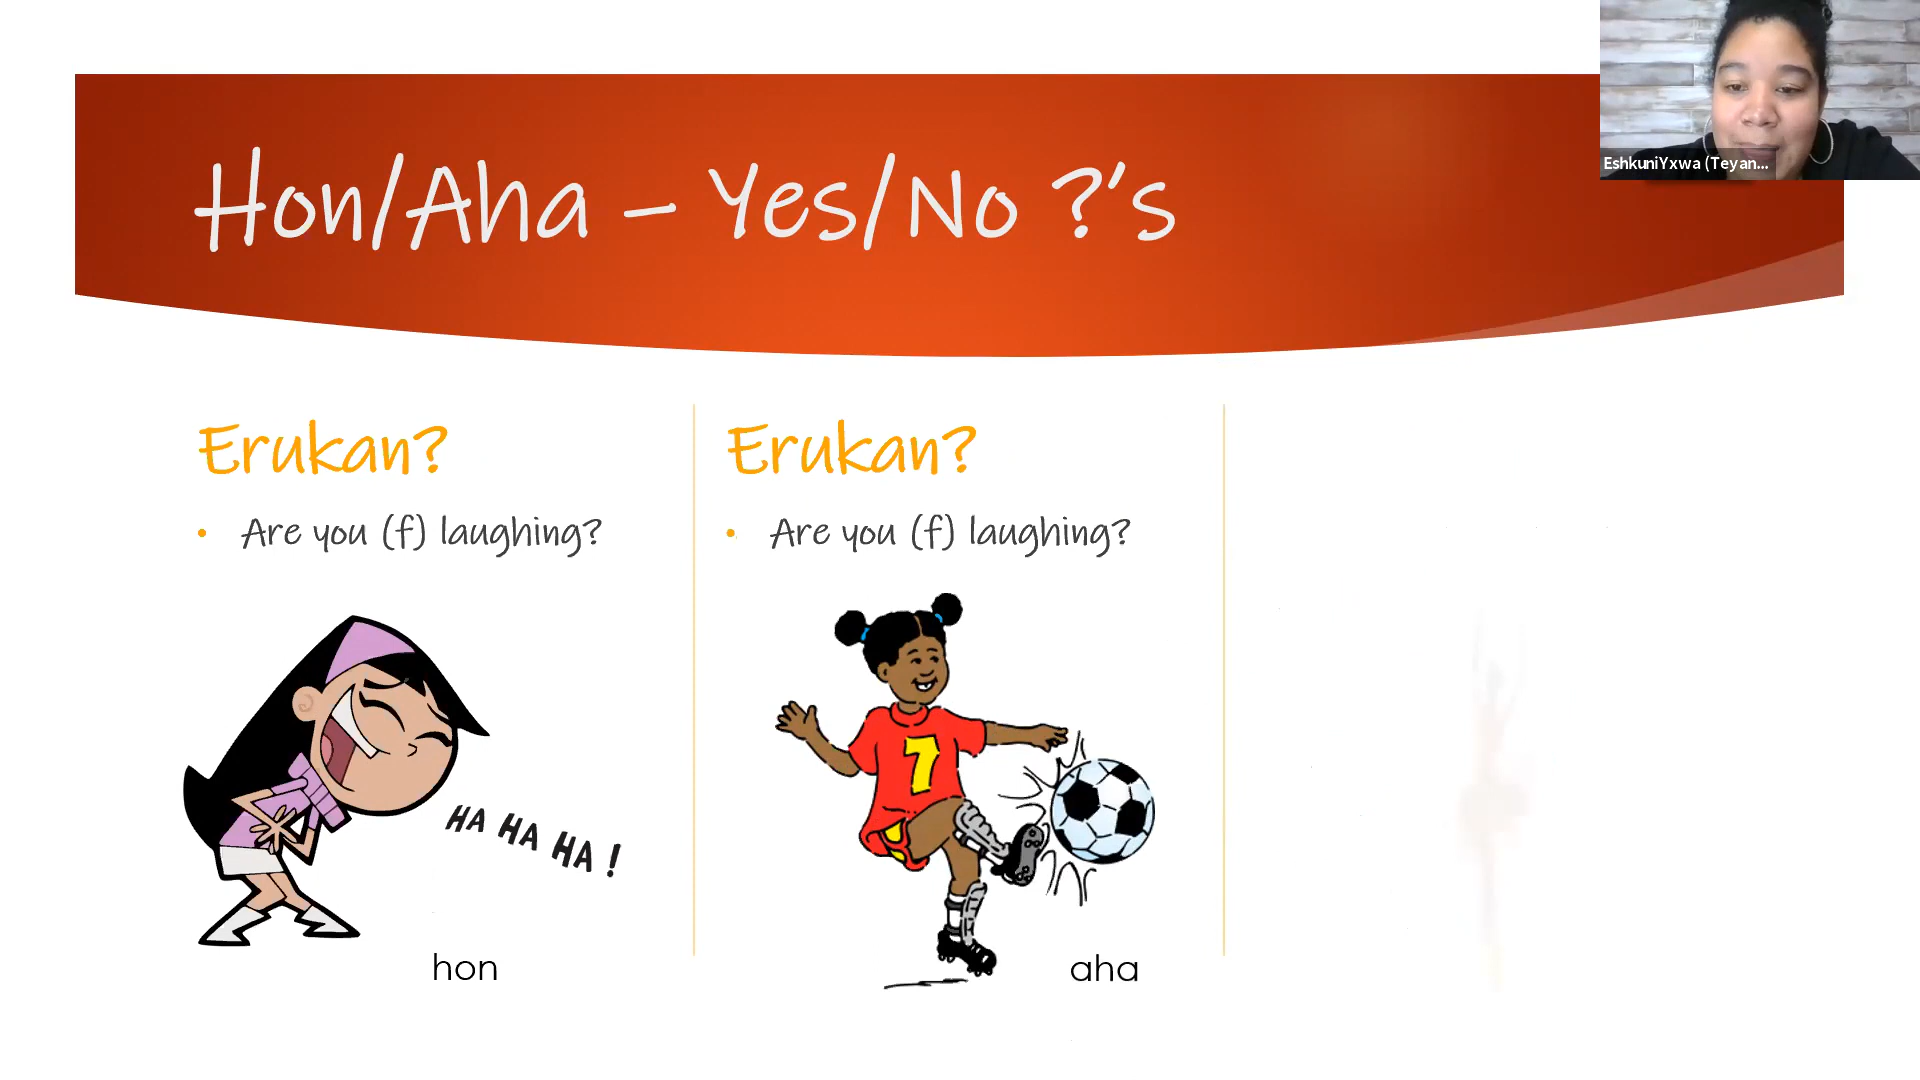 Hon/Aha – Yes/No ?'s
EshkuniYxwa (Teyan...
Erukan?
• Are you (f) laughing?
HA HA HA !
hon
Erukan?
• Are you (f) laughing?
7
aha